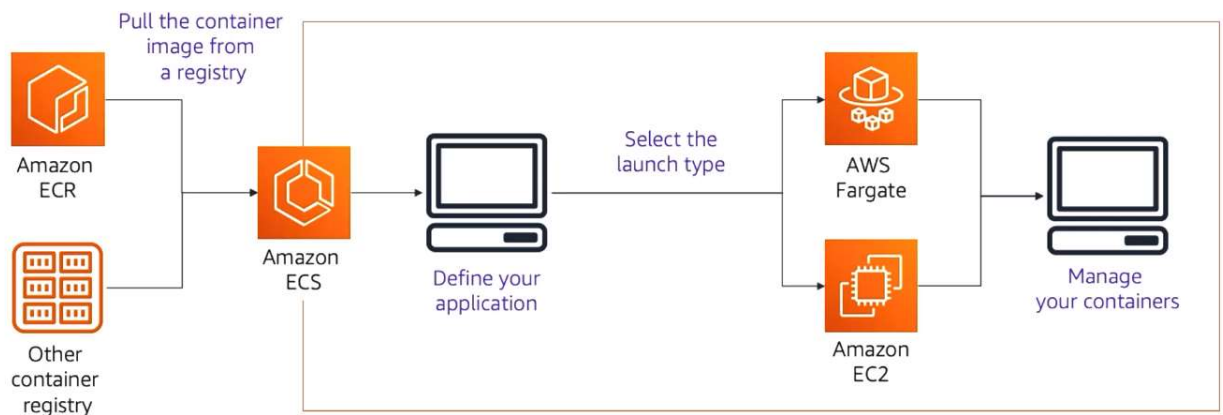 Pull the container
image from
a registry
Amazon
ECR
Other
container
registry
Amazon
ECS
Define your
application
Select the
launch type
AWS
Fargate
Amazon
EC2
Manage
your containers